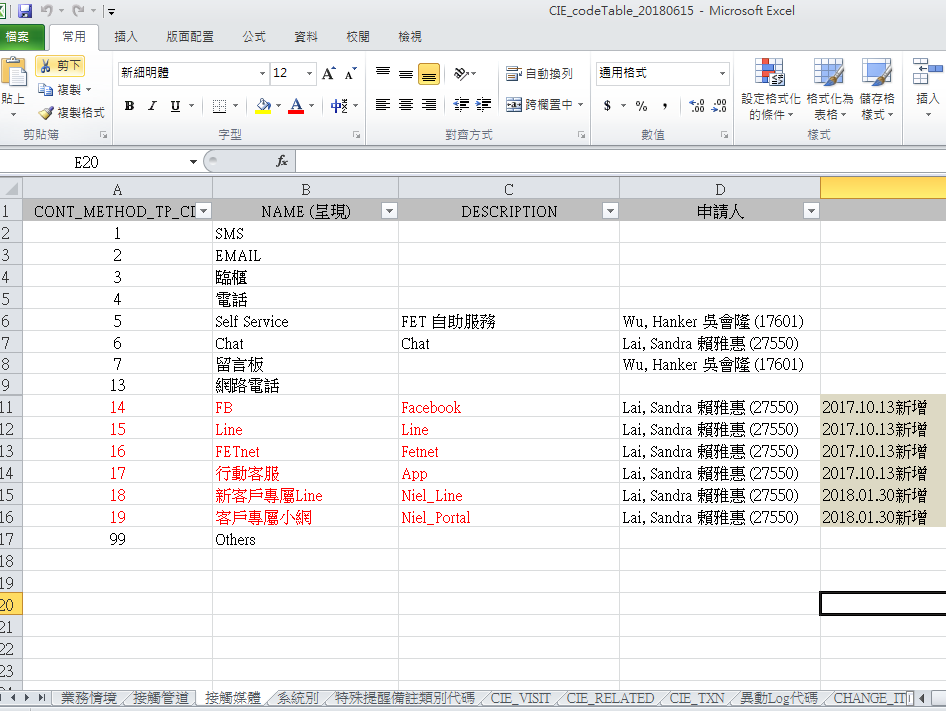 CIE_codeTable_20180615 - Microsoft Excel
檔案 常用 插入 版面配置 公式 資料 校閱 檢視
剪下
複製
貼上 複製格式
剪貼簿
新細明體 12 A A
B I U A 中
字型
自動換列
跨欄置中
對齊方式
通用格式
$ % ,
數值
設定格式化的條件
格式化為表格
儲存格樣式
樣式
插入
E20 fx
A B C D
1 CONT_METHOD_TP_CD NAME (呈現) DESCRIPTION 申請人
2 1 SMS
3 2 EMAIL
4 3 臨櫃
5 4 電話
6 5 Self Service FET 自助服務 Wu, Hanker 吳會隆 (17601)
7 6 Chat Chat Lai, Sandra 賴雅惠 (27550)
8 7 留言板 Wu, Hanker 吳會隆 (17601)
9 13 網路電話
11 14 FB Facebook Lai, Sandra 賴雅惠 (27550) 2017.10.13新增
12 15 Line Line Lai, Sandra 賴雅惠 (27550) 2017.10.13新增
13 16 FETnet Fetnet Lai, Sandra 賴雅惠 (27550) 2017.10.13新增
14 17 行動客服 App Lai, Sandra 賴雅惠 (27550) 2017.10.13新增
15 18 新客戶專屬Line Niel_Line Lai, Sandra 賴雅惠 (27550) 2018.01.30新增
16 19 客戶專屬小網 Niel_Portal Lai, Sandra 賴雅惠 (27550) 2018.01.30新增
17 99 Others
18
19
20
21
22
23
業務情境 接觸管道 接觸媒體 系統別 特殊提醒備註類別代碼 CIE_VISIT CIE_RELATED CIE_TXN 異動Log代碼 CHANGE_IT